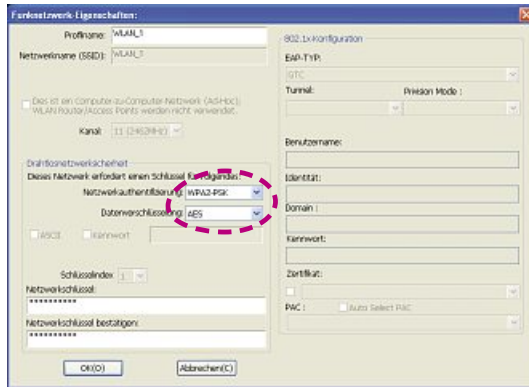 Funknetzwerk-Eigenschaften:
Profilname: WLAN_1
Netzwerkname (SSID): WLAN_1
Dies ist ein Computer-zu-Computer-Netzwerk (AdHoc);
WLAN Router/Access Points werden nicht verwendet.
Kanal: 11 (2462MHz)
Drahtlosnetzwerksicherheit
Dieses Netzwerk erfordert einen Schlüssel für Folgendes:
Netzwerkauthentifizierung: WPA2-PSK
Datenverschlüsselung: AES
ASCII Kennwort
Schlüsselindex 1
Netzwerkschlüssel:
**********
Netzwerkschlüssel bestätigen:
**********
OK(O) Abbrechen(C)
802.1x-Konfiguration
EAP-TYP:
GTC
Tunnel: Privision Mode :
Benutzername:
Identität:
Domain :
Kennwort:
Zertifikat:
PAC : Auto Select PAC